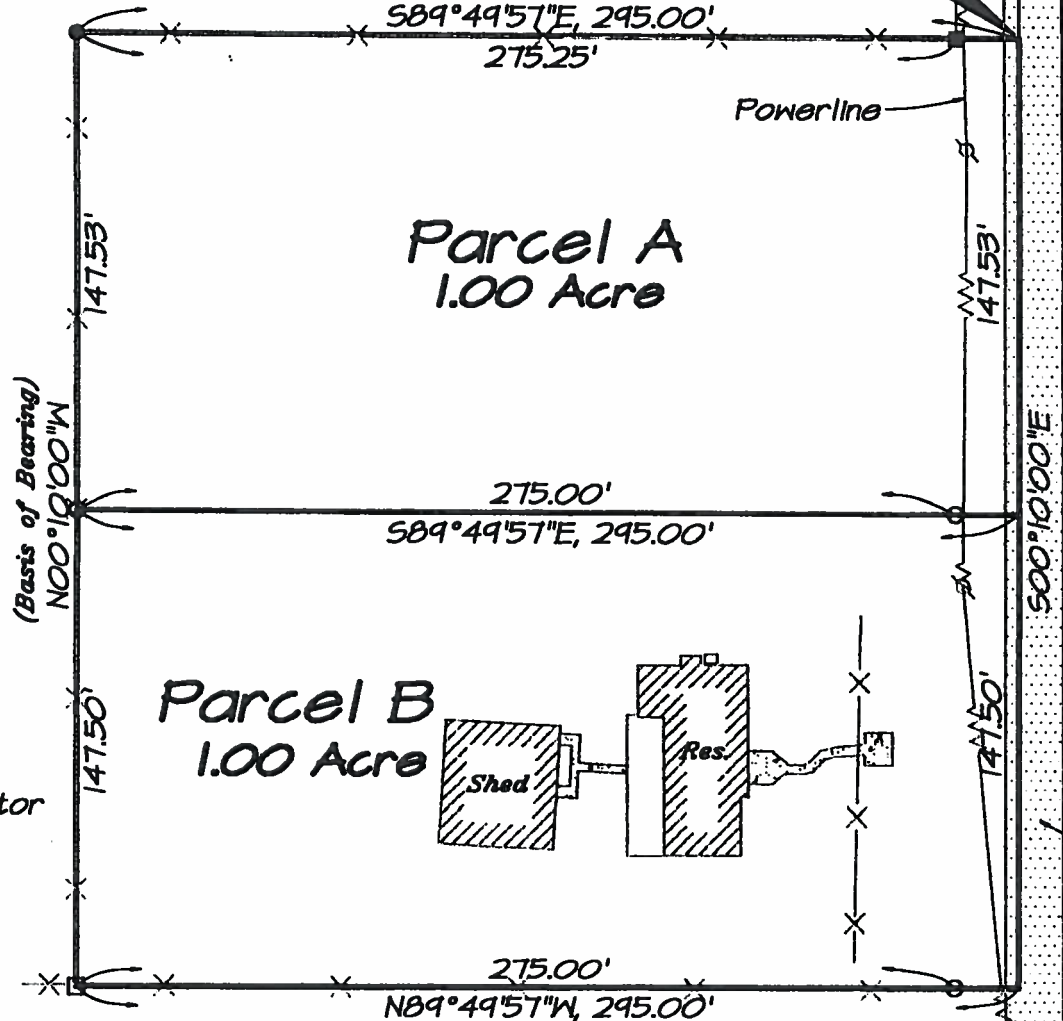 S89°49'57"E, 295.00'
275.25'
Powerline
147.53'
Parcel A
1.00 Acre
147.53'
(Basis of Bearing)
N00°10'00"W
S00°10'00"E
275.00'
S89°49'57"E, 295.00'
147.50'
Parcel B
1.00 Acre
Shed
Res.
147.50'
tor
275.00'
N89°49'57"W, 295.00'